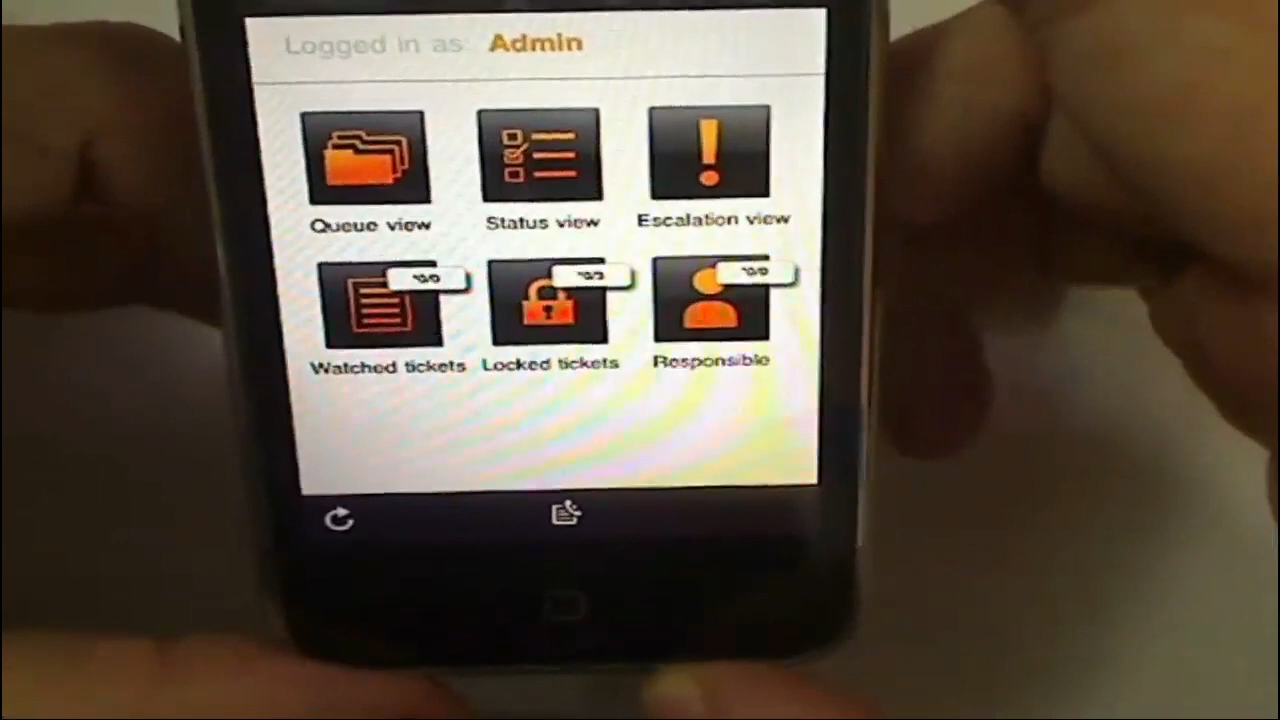 Logged in as: Admin
Queue view
Status view
Escalation view
Watched tickets
Locked tickets
Responsible